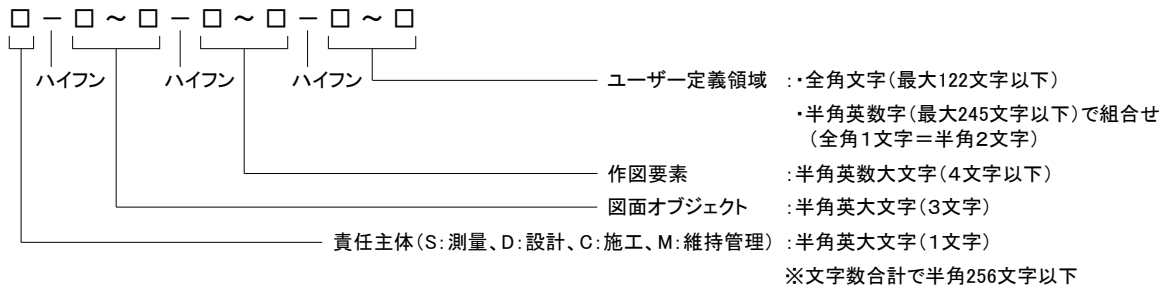 □－□～□－□～□－□～□
ハイフン ハイフン ハイフン
ユーザー定義領域 ：・全角文字（最大122文字以下）
・半角英数字（最大245文字以下）で組合せ
（全角１文字＝半角２文字）
作図要素 ：半角英数大文字（４文字以下）
図面オブジェクト ：半角英大文字（３文字）
責任主体（S：測量、D：設計、C：施工、M：維持管理） ：半角英大文字（1文字）
※文字数合計で半角256文字以下